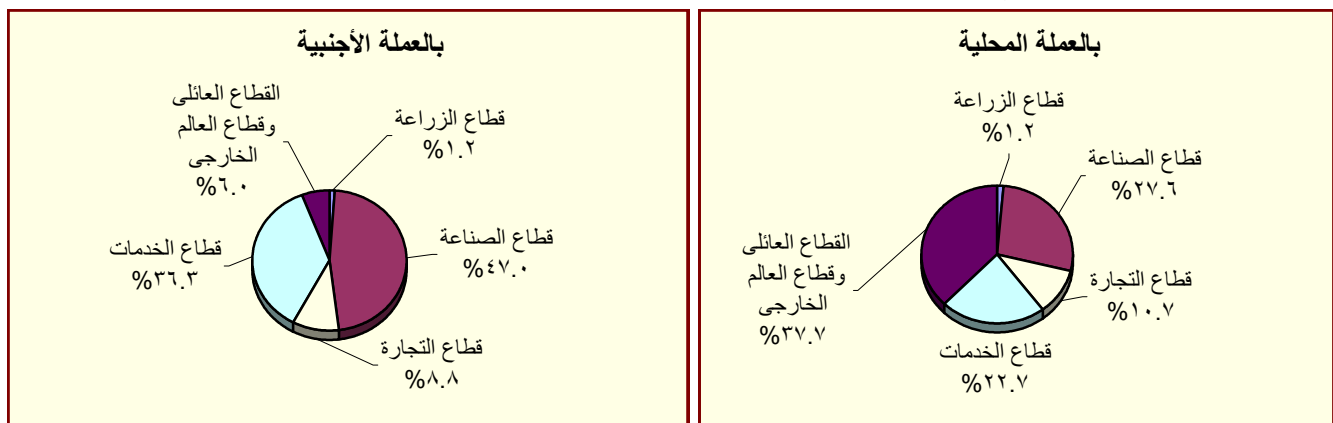 بالعملة المحلية
قطاع الزراعة
%١.٢
قطاع الصناعة
%٢٧.٦
قطاع التجارة
%١٠.٧
قطاع الخدمات
%٢٢.٧
القطاع العائلى
وقطاع العالم
الخارجى
%٣٧.٧
بالعملة الأجنبية
القطاع العائلى
وقطاع العالم
الخارجى
%٦.٠
قطاع الزراعة
%١.٢
قطاع الصناعة
%٤٧.٠
قطاع الخدمات
%٣٦.٣
قطاع التجارة
%٨.٨